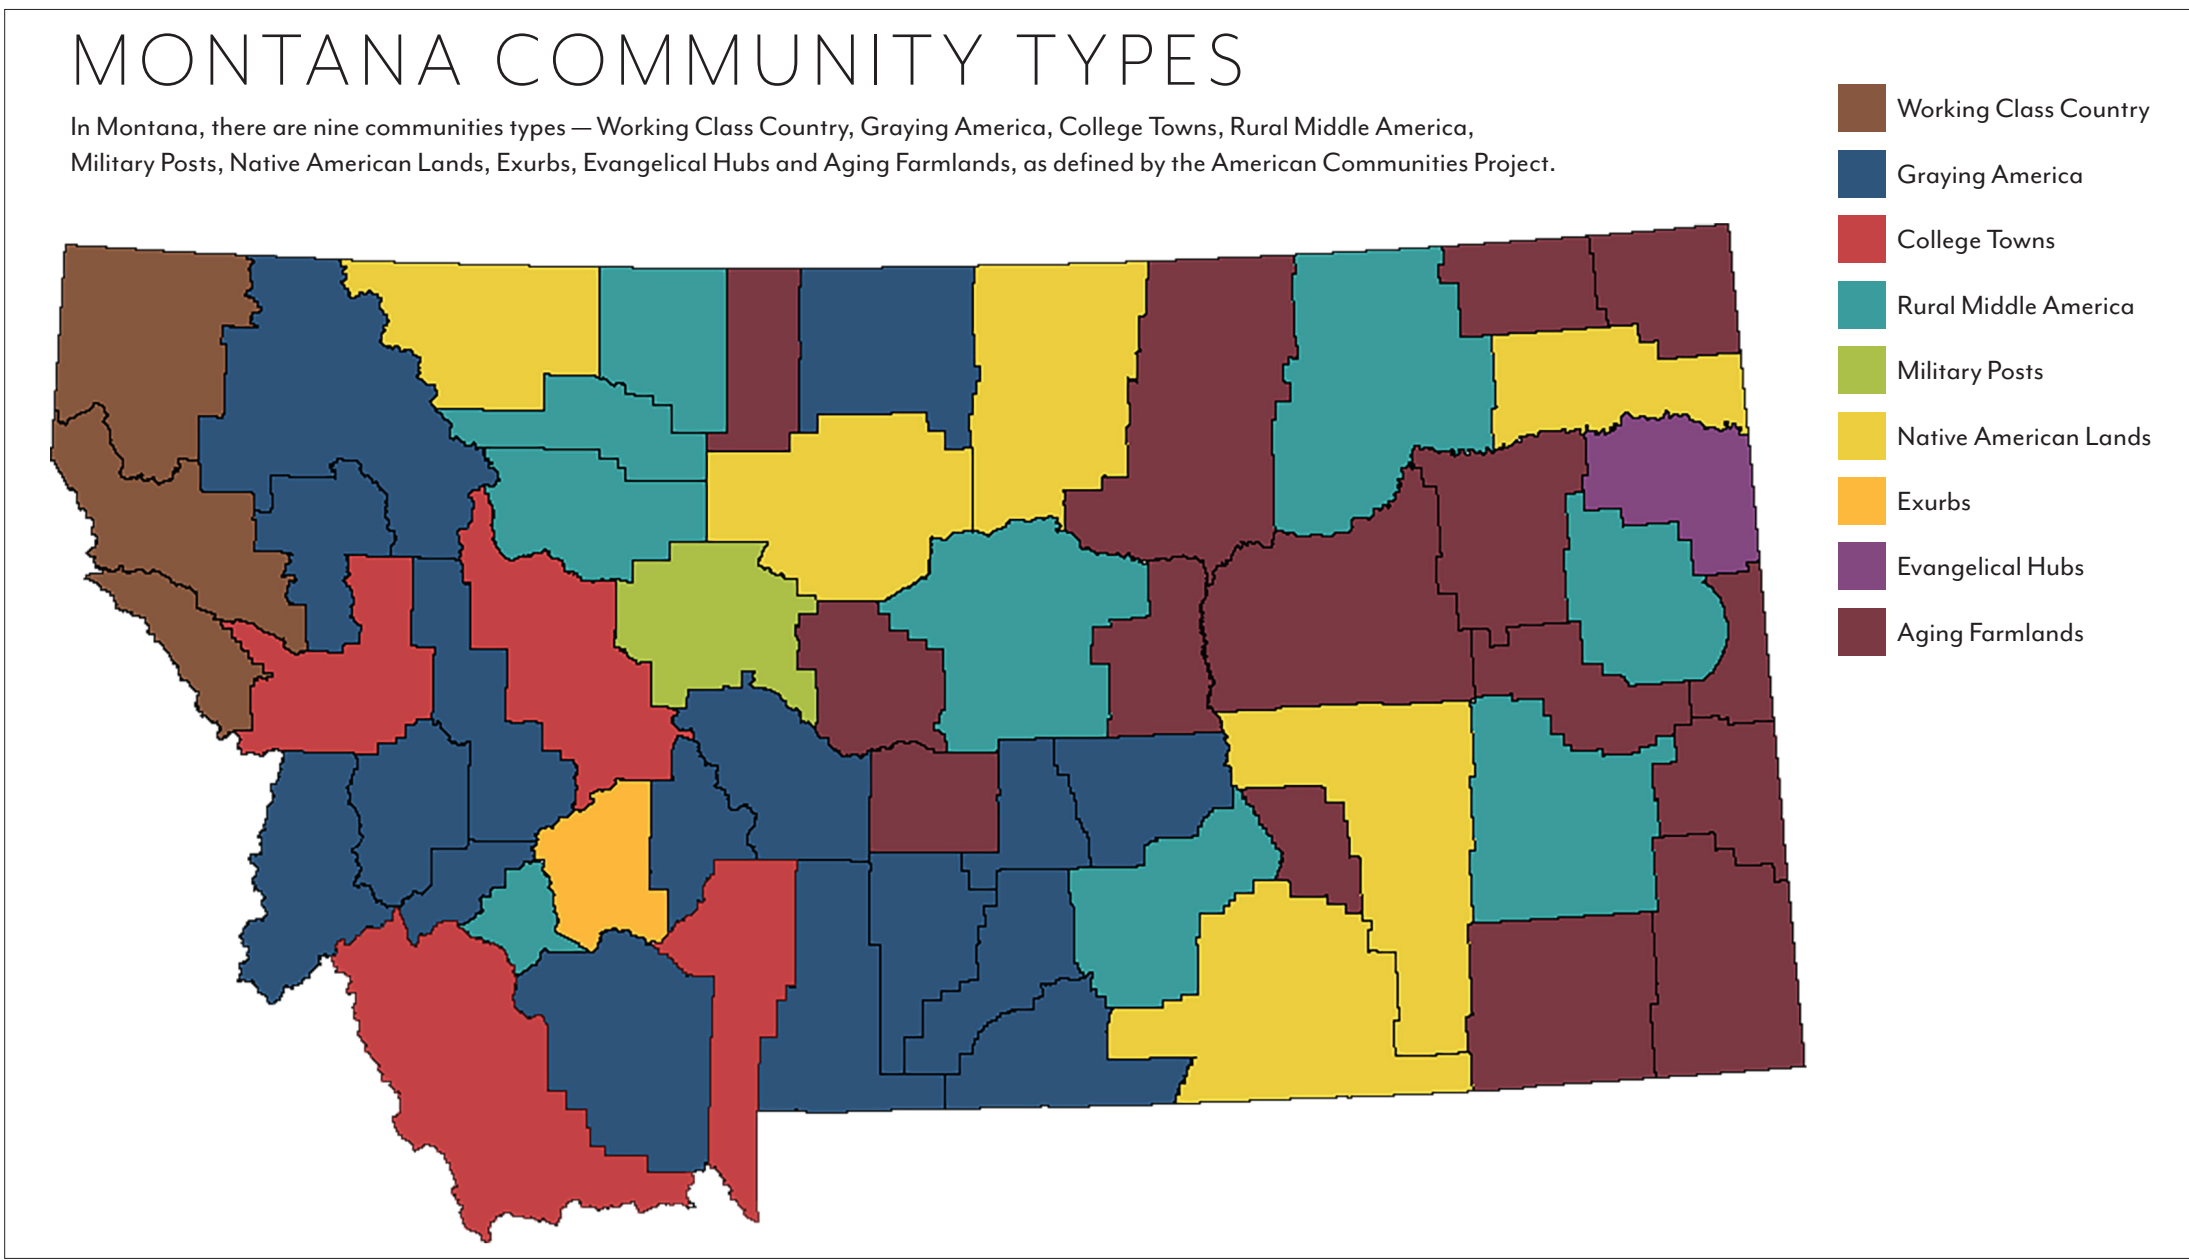 MONTANA COMMUNITY TYPES
In Montana, there are nine communities types — Working Class Country, Graying America, College Towns, Rural Middle America,
Military Posts, Native American Lands, Exurbs, Evangelical Hubs and Aging Farmlands, as defined by the American Communities Project.
Working Class Country
Graying America
College Towns
Rural Middle America
Military Posts
Native American Lands
Exurbs
Evangelical Hubs
Aging Farmlands